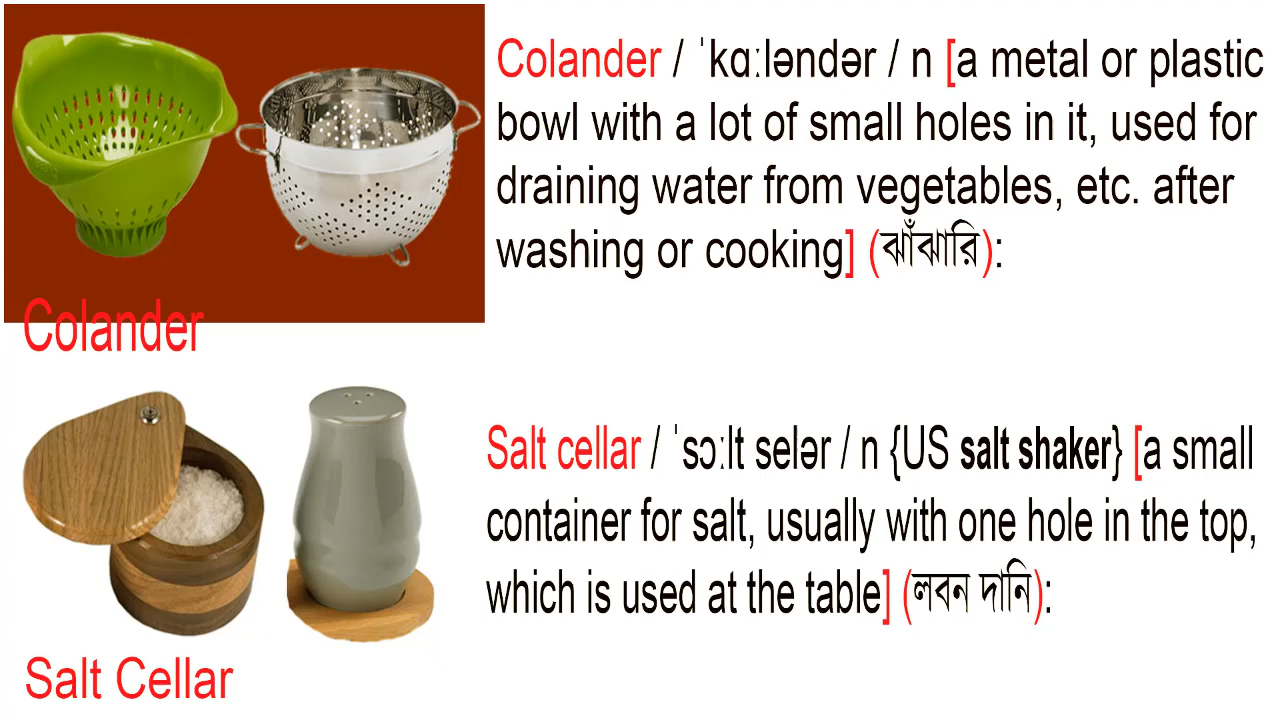 Colander / ˈkɑːləndər / n [a metal or plastic
bowl with a lot of small holes in it, used for
draining water from vegetables, etc. after
washing or cooking] (ঝাঁঝারি):
Colander
Salt cellar / ˈsɔːlt selər / n {US salt shaker} [a small
container for salt, usually with one hole in the top,
which is used at the table] (লবন দানি):
Salt Cellar